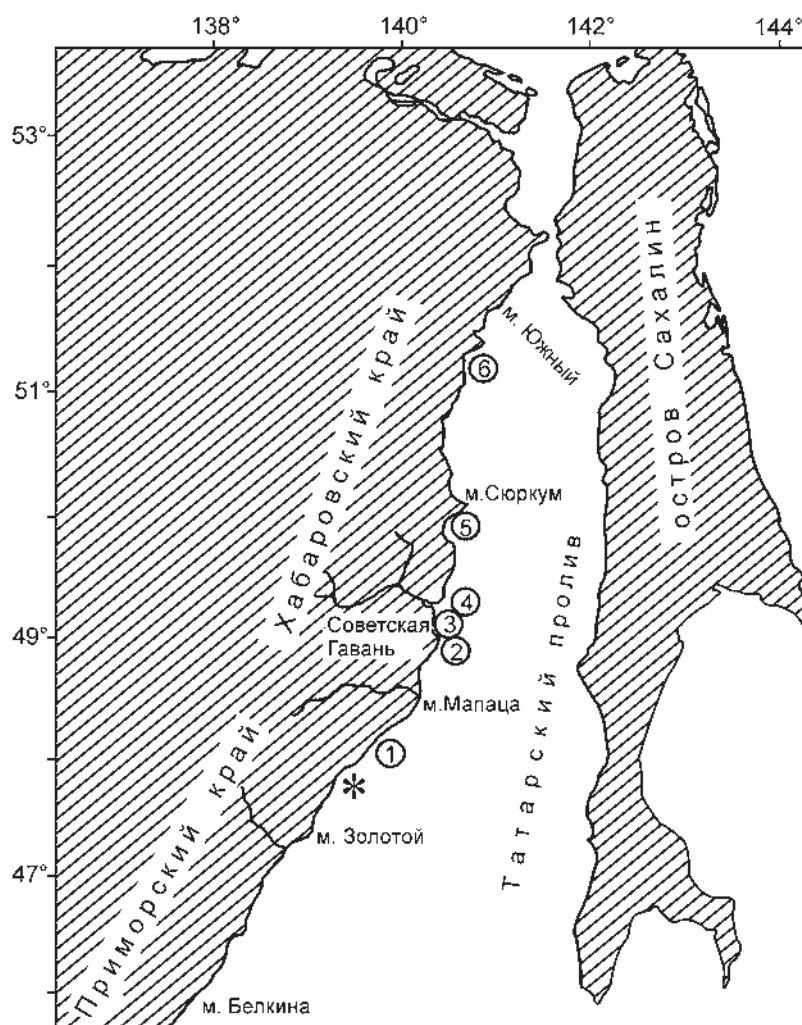 138° 140° 142° 144°
53°
51°
49°
47°
м. Южный
6
Хабаровский край
остров Сахалин
м.Сюркум
5
4
3
2
Советская
Гавань
м.Мапаца
1
*
Татарский пролив
Приморский край
м. Золотой
м. Белкина